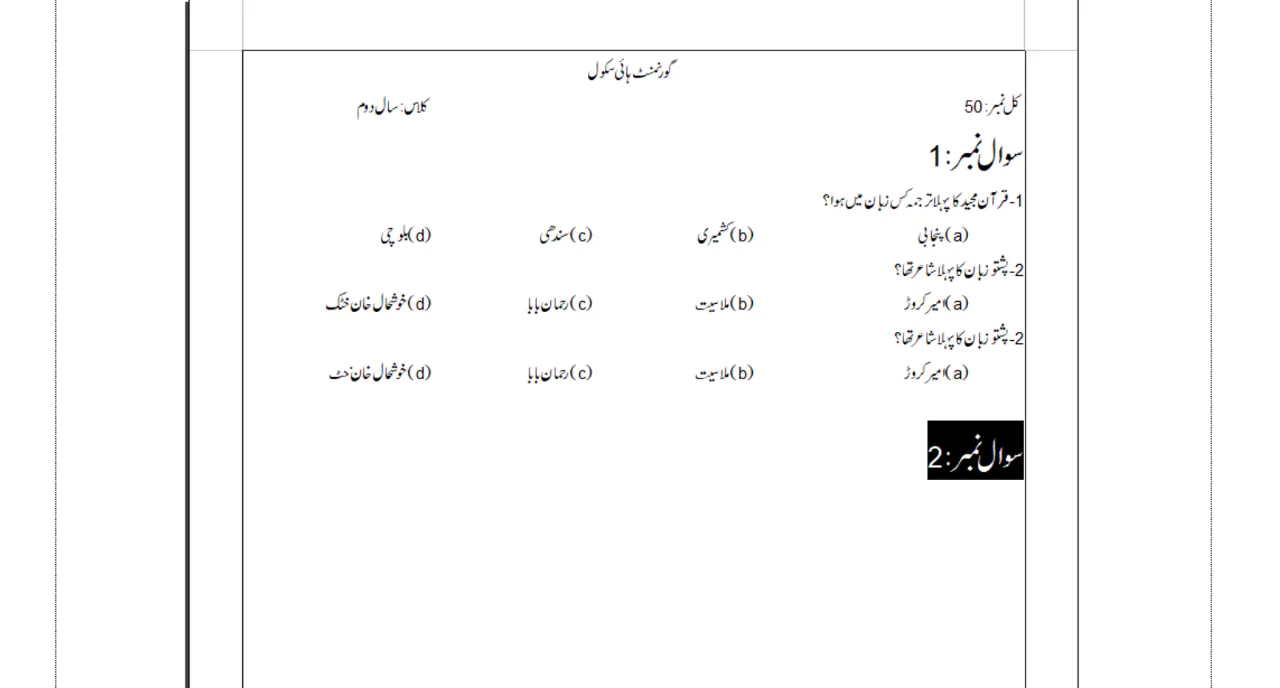 گورنمنٹ ہائی سکول
کل نمبر: 50 کلاس: سال دوم
سوال نمبر: 1
1-قرآن مجید کا پہلا ترجمہ کس زبان میں ہوا؟
(a) پنجابی (b) کشمیری (c) سندھی (d) بلوچی
2-پشتو زبان کا پہلا شاعر تھا؟
(a) امیر کروڑ (b) ملا سیت (c) رحمان بابا (d) خوشحال خان خٹک
2-پشتو زبان کا پہلا شاعر تھا؟
(a) امیر کروڑ (b) ملا سیت (c) رحمان بابا (d) خوشحال خان
سوال نمبر: 2